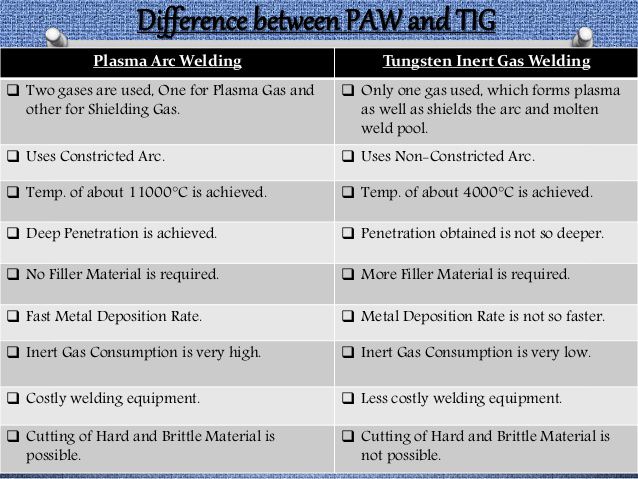 Difference between PAW and TIG
Plasma Arc Welding
Tungsten Inert Gas Welding
Two gases are used, One for Plasma Gas and
other for Shielding Gas.
Only one gas used, which forms plasma
as well as shields the arc and molten
weld pool.
Uses Constricted Arc.
Uses Non-Constricted Arc.
Temp. of about 11000°C is achieved.
Temp. of about 4000°C is achieved.
Deep Penetration is achieved.
Penetration obtained is not so deeper.
No Filler Material is required.
More Filler Material is required.
Fast Metal Deposition Rate.
Metal Deposition Rate is not so faster.
Inert Gas Consumption is very high.
Inert Gas Consumption is very low.
Costly welding equipment.
Less costly welding equipment.
Cutting of Hard and Brittle Material is
possible.
Cutting of Hard and Brittle Material is
not possible.